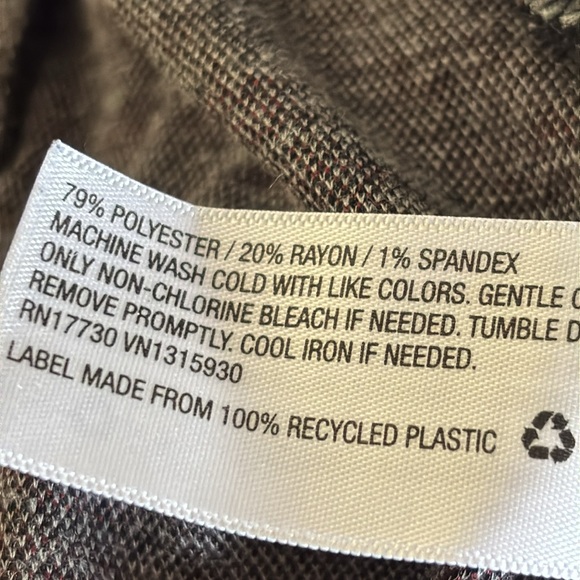 79% POLYESTER / 20% RAYON / 1% SPANDEX
MACHINE WASH COLD WITH LIKE COLORS. GENTLE
ONLY NON-CHLORINE BLEACH IF NEEDED. TUMBLE
REMOVE PROMPTLY. COOL IRON IF NEEDED.
RN17730 VN1315930
LABEL MADE FROM 100% RECYCLED PLASTIC